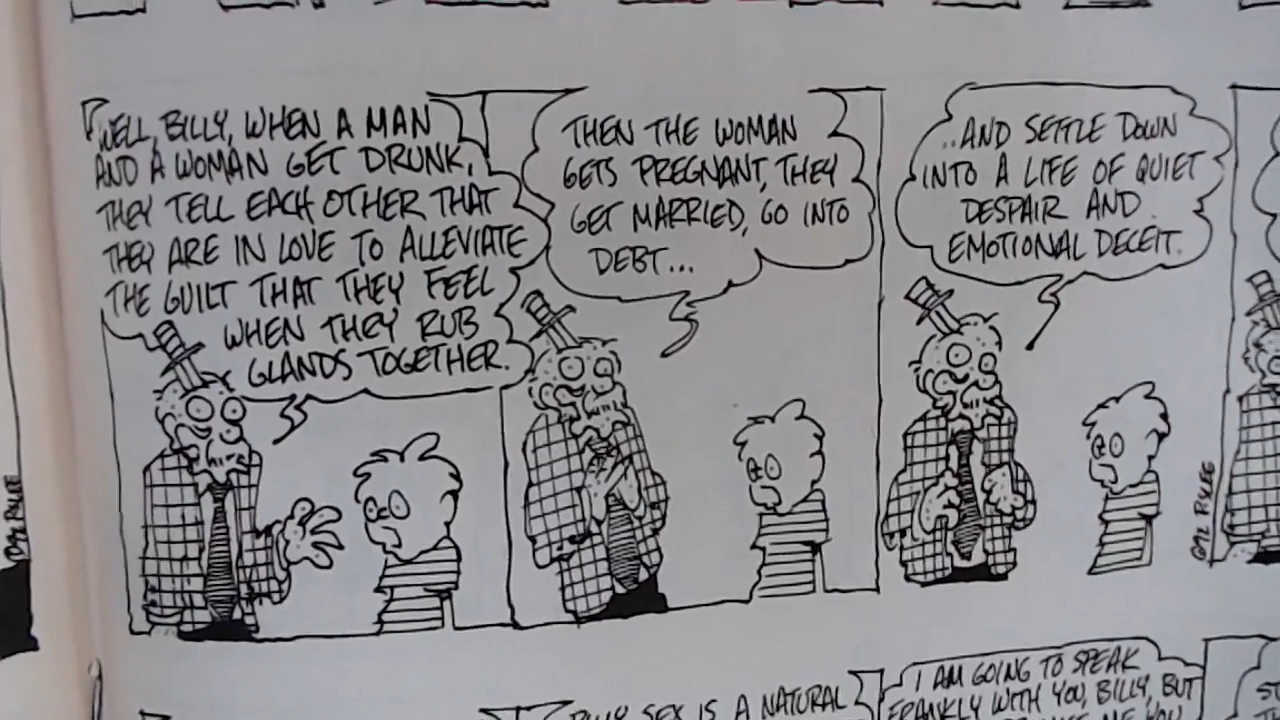 WELL, BILLY, WHEN A MAN
AND A WOMAN GET DRUNK,
THEY TELL EACH OTHER THAT
THEY ARE IN LOVE TO ALLEVIATE
THE GUILT THAT THEY FEEL
WHEN THEY RUB
GLANDS TOGETHER.
THEN THE WOMAN
GETS PREGNANT, THEY
GET MARRIED, GO INTO
DEBT...
..AND SETTLE DOWN
INTO A LIFE OF QUIET
DESPAIR AND
EMOTIONAL DECEIT.
SEX IS A NATURAL
I AM GOING TO SPEAK
FRANKLY WITH YOU, BILLY, BUT